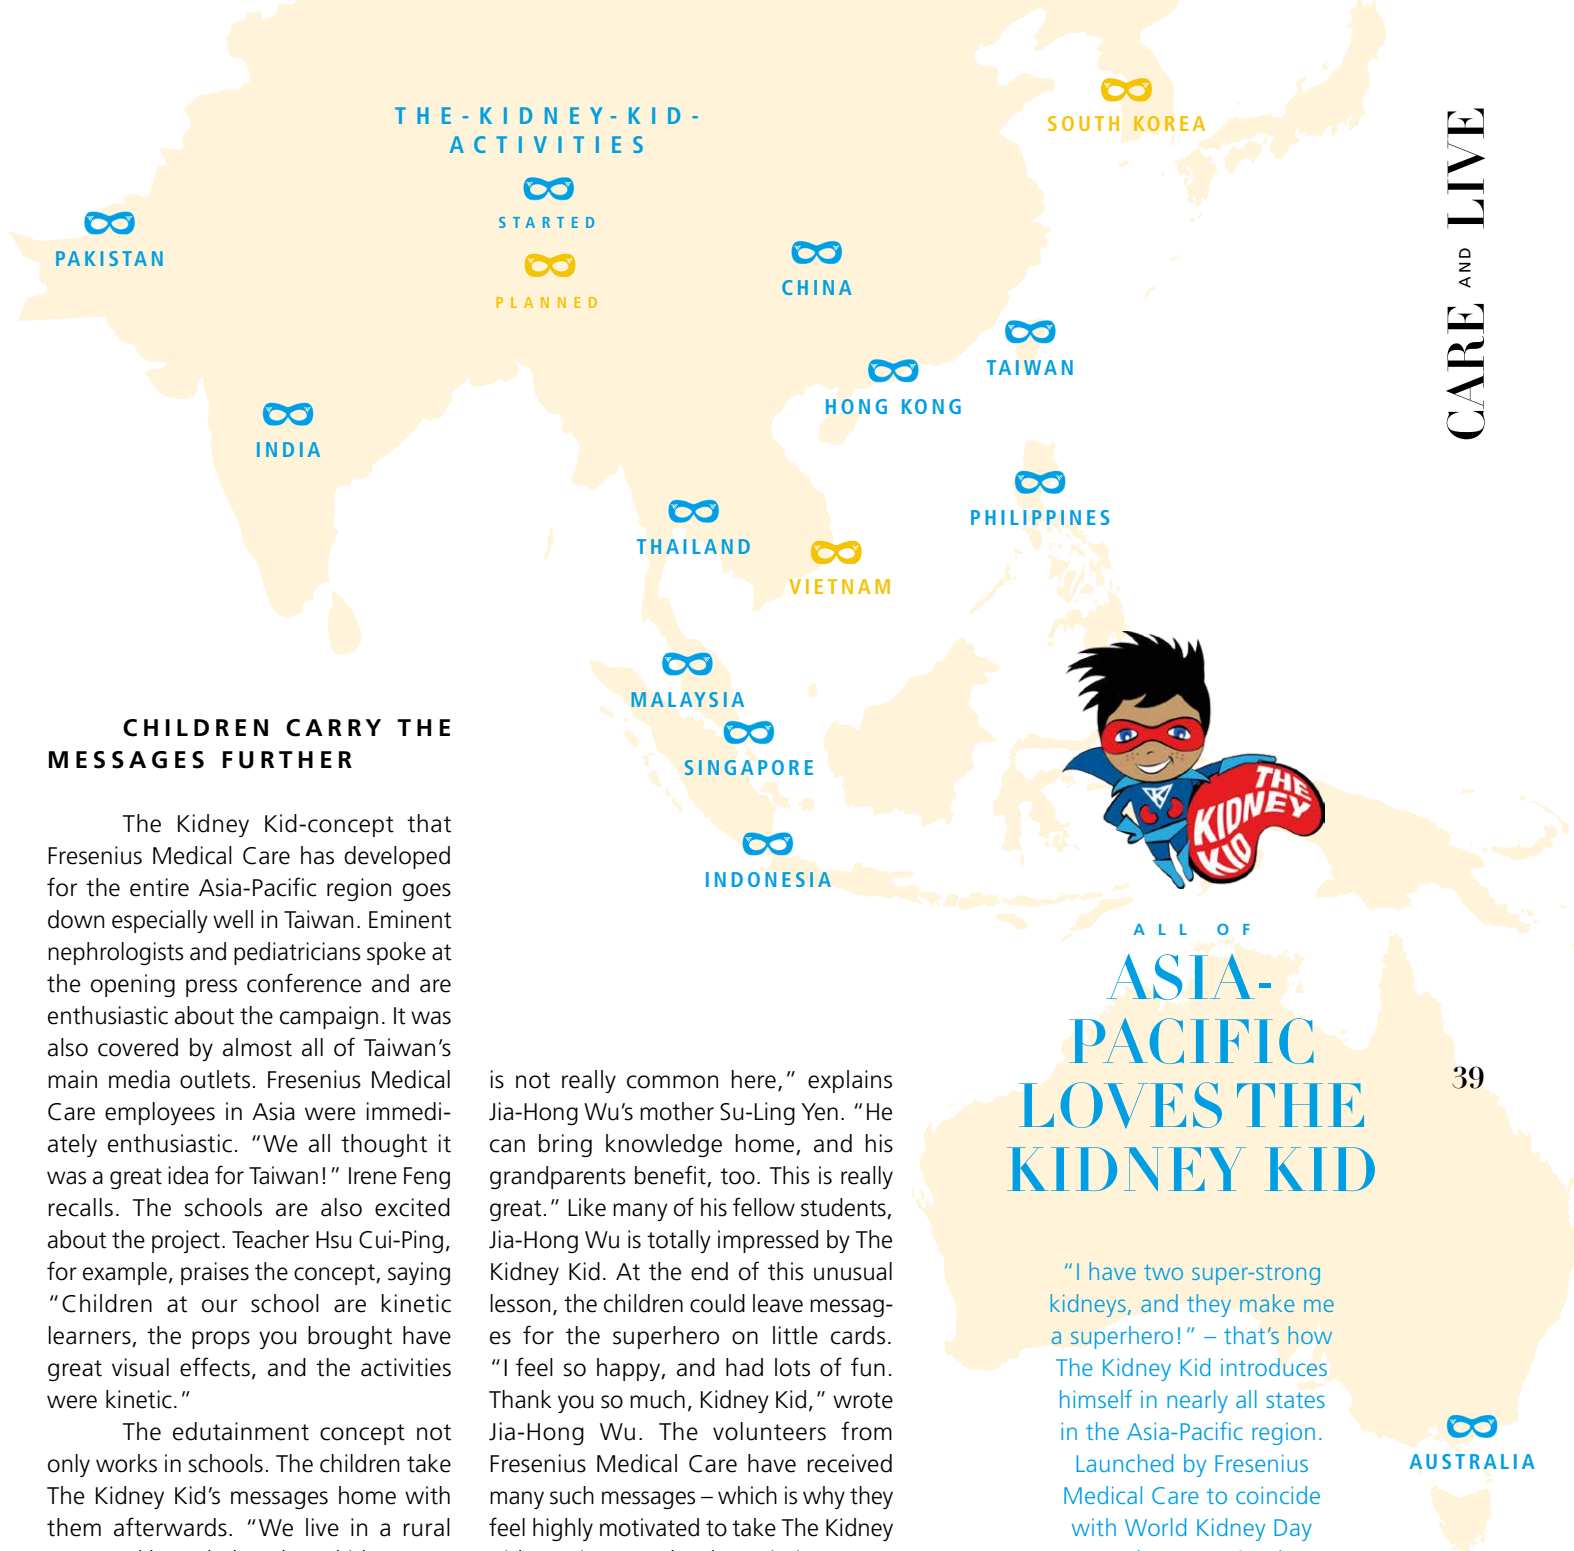 THE-KIDNEY-KID-
ACTIVITIES
STARTED
PLANNED
SOUTH KOREA
PAKISTAN
CHINA
TAIWAN
HONG KONG
INDIA
PHILIPPINES
THAILAND
VIETNAM
MALAYSIA
SINGAPORE
INDONESIA
AUSTRALIA
CARE AND LIVE
THE
KIDNEY
KID
CHILDREN CARRY THE
MESSAGES FURTHER
The Kidney Kid-concept that
Fresenius Medical Care has developed
for the entire Asia-Pacific region goes
down especially well in Taiwan. Eminent
nephrologists and pediatricians spoke at
the opening press conference and are
enthusiastic about the campaign. It was
also covered by almost all of Taiwan’s
main media outlets. Fresenius Medical
Care employees in Asia were immedi-
ately enthusiastic. “We all thought it
was a great idea for Taiwan!” Irene Feng
recalls. The schools are also excited
about the project. Teacher Hsu Cui-Ping,
for example, praises the concept, saying
“Children at our school are kinetic
learners, the props you brought have
great visual effects, and the activities
were kinetic.”
The edutainment concept not
only works in schools. The children take
The Kidney Kid’s messages home with
them afterwards. “We live in a rural
is not really common here,” explains
Jia-Hong Wu’s mother Su-Ling Yen. “He
can bring knowledge home, and his
grandparents benefit, too. This is really
great.” Like many of his fellow students,
Jia-Hong Wu is totally impressed by The
Kidney Kid. At the end of this unusual
lesson, the children could leave messag-
es for the superhero on little cards.
“I feel so happy, and had lots of fun.
Thank you so much, Kidney Kid,” wrote
Jia-Hong Wu. The volunteers from
Fresenius Medical Care have received
many such messages – which is why they
feel highly motivated to take The Kidney
ALL OF
ASIA-
PACIFIC
LOVES THE
KIDNEY KID
“I have two super-strong
kidneys, and they make me
a superhero!” – that’s how
The Kidney Kid introduces
himself in nearly all states
in the Asia-Pacific region.
Launched by Fresenius
Medical Care to coincide
with World Kidney Day
39